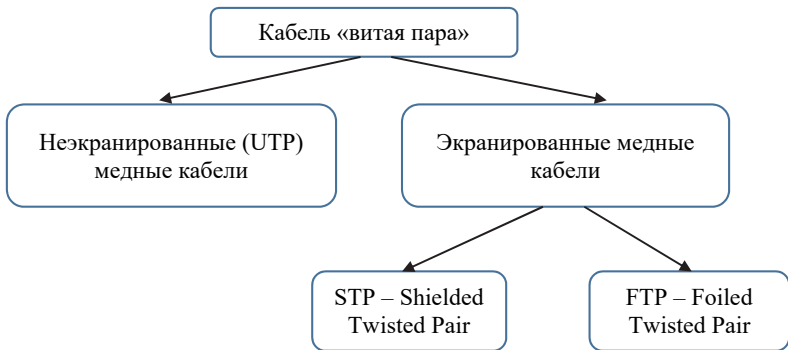 Кабель «витая пара»
Неэкранированные (UTP)
медные кабели
Экранированные медные
кабели
STP – Shielded
Twisted Pair
FTP – Foiled
Twisted Pair